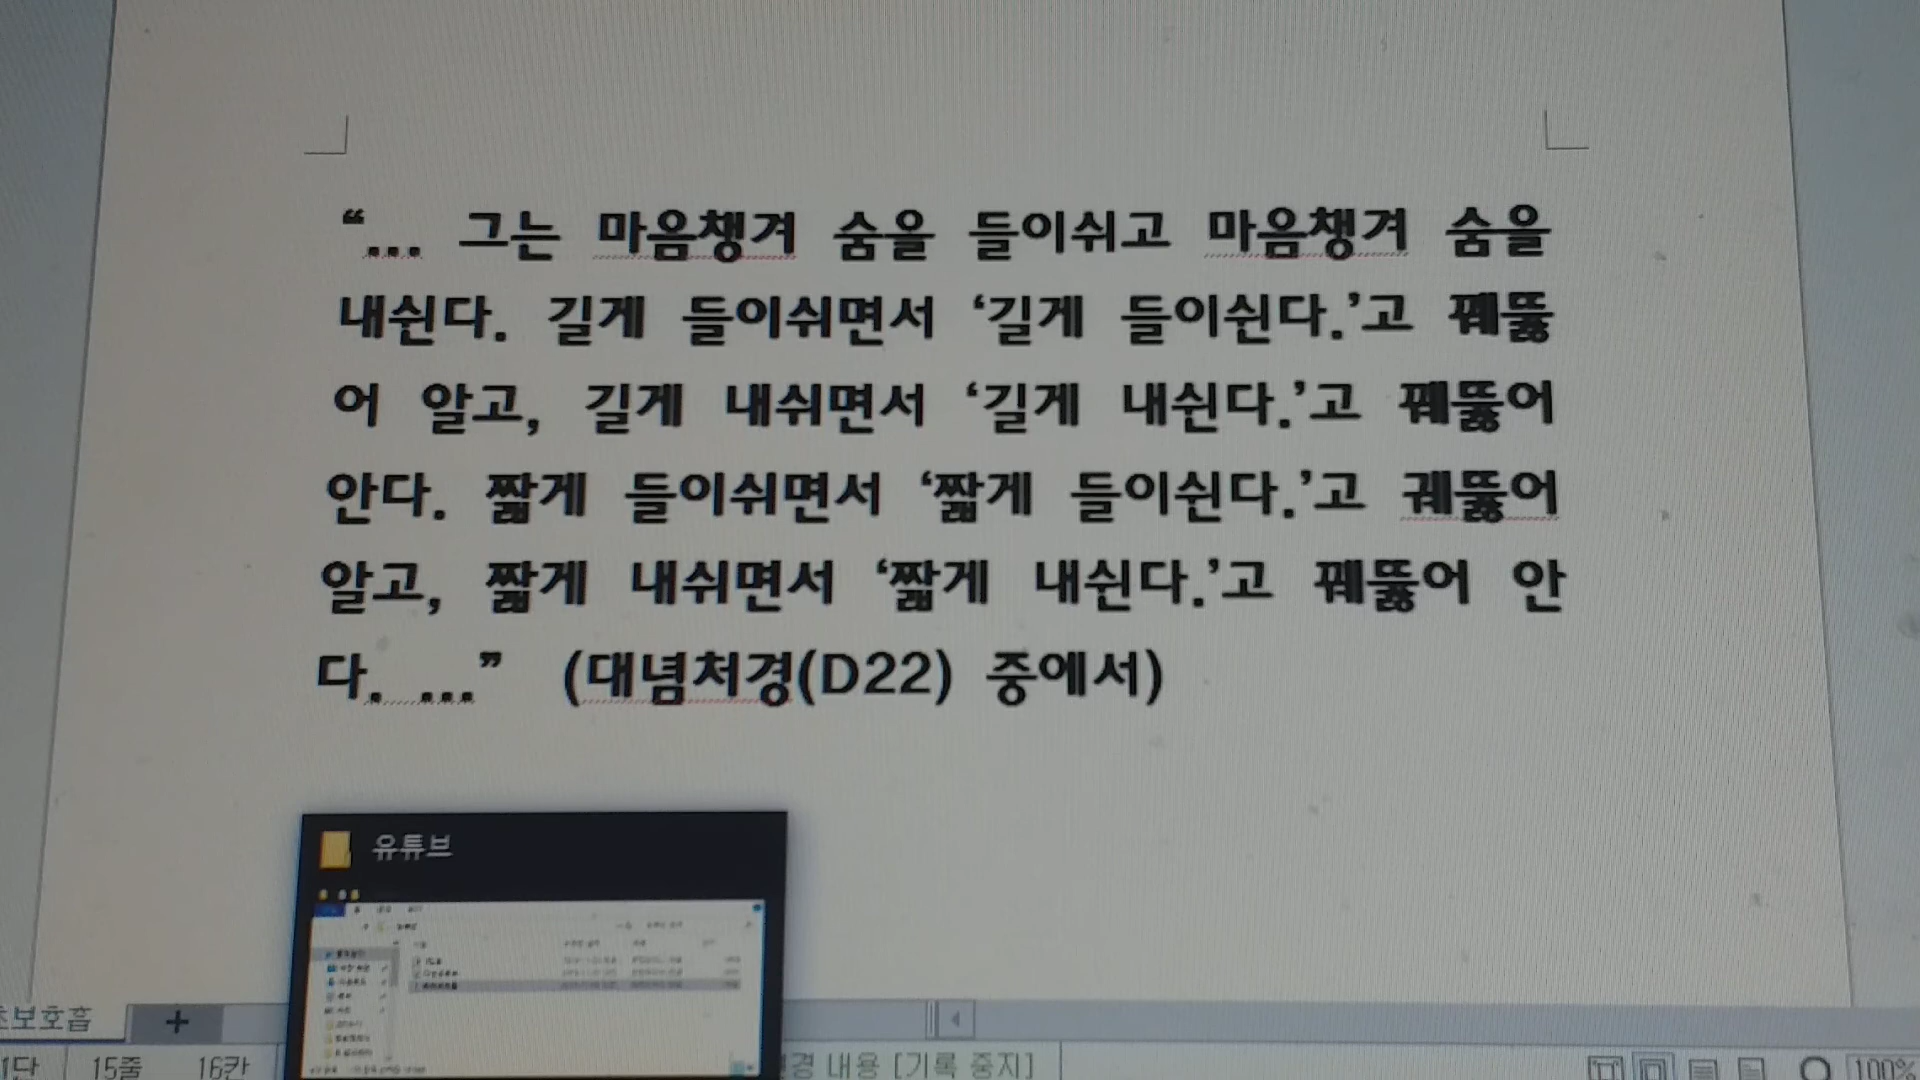 “... 그는 마음챙겨 숨을 들이쉬고 마음챙겨 숨을
내쉰다. 길게 들이쉬면서 ‘길게 들이쉰다.’고 꿰뚫
어 알고, 길게 내쉬면서 ‘길게 내쉰다.’고 꿰뚫어
안다. 짧게 들이쉬면서 ‘짧게 들이쉰다.’고 궤뚫어
알고, 짧게 내쉬면서 ‘짧게 내쉰다.’고 꿰뚫어 안
다. ...” (대념처경(D22) 중에서)
유튜브
초보호흡 +
1단 15줄 16칸 변경 내용 [기록 중지] 100%